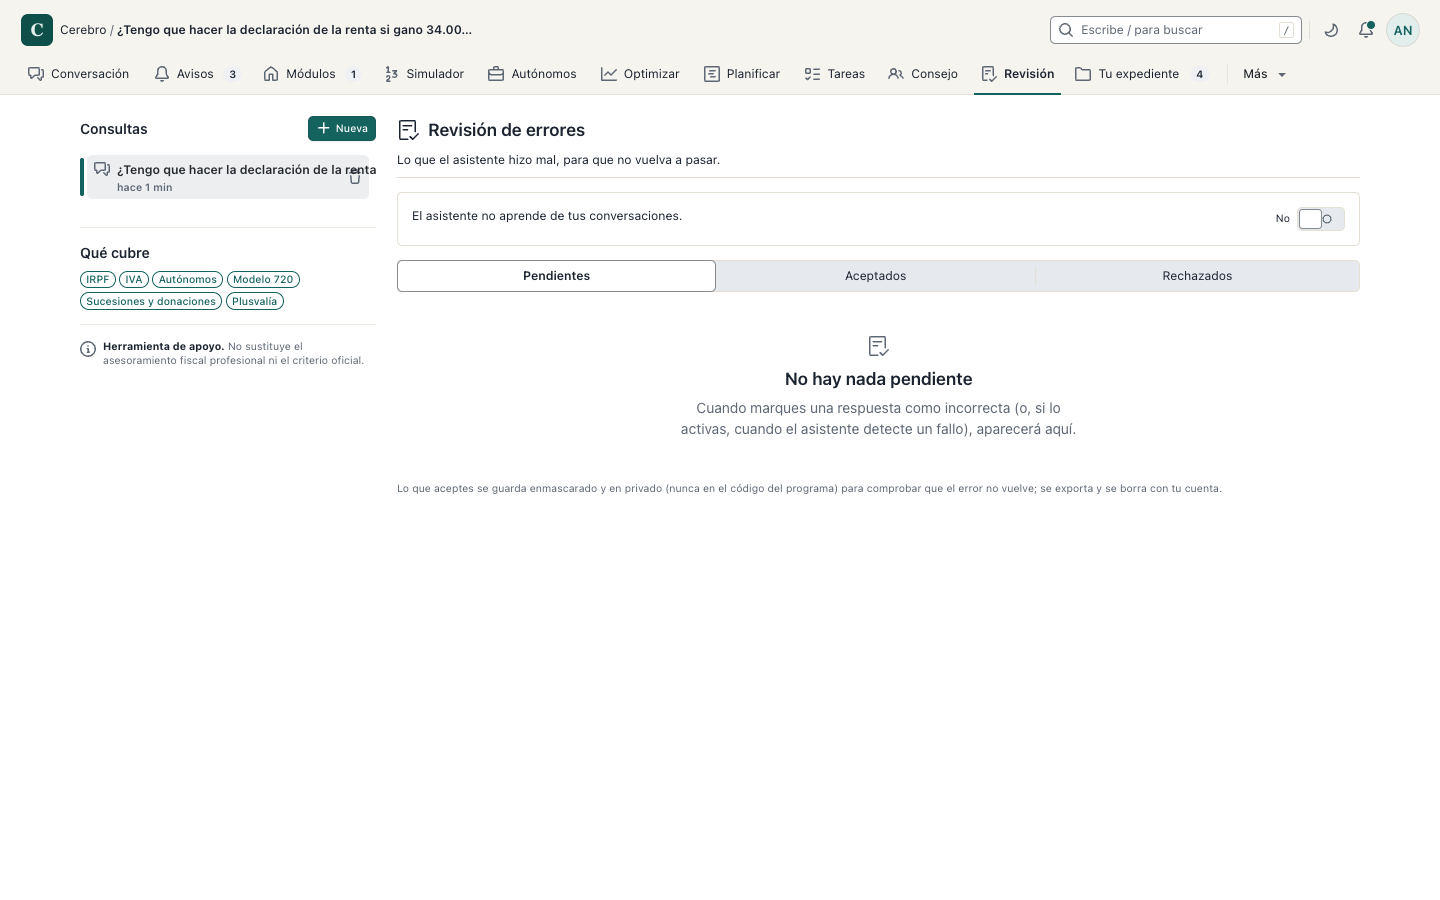 C
Cerebro / ¿Tengo que hacer la declaración de la renta si gano 34.00...
Escribe / para buscar
/
AN
Conversación
Avisos 3
Módulos 1
Simulador
Autónomos
Optimizar
Planificar
Tareas
Consejo
Revisión
Tu expediente 4
Más
Consultas
Nueva
¿Tengo que hacer la declaración de la renta
hace 1 min
Qué cubre
IRPF
IVA
Autónomos
Modelo 720
Sucesiones y donaciones
Plusvalía
Herramienta de apoyo. No sustituye el
asesoramiento fiscal profesional ni el criterio oficial.
Revisión de errores
Lo que el asistente hizo mal, para que no vuelva a pasar.
El asistente no aprende de tus conversaciones.
No
Pendientes
Aceptados
Rechazados
No hay nada pendiente
Cuando marques una respuesta como incorrecta (o, si lo
activas, cuando el asistente detecte un fallo), aparecerá aquí.
Lo que aceptes se guarda enmascarado y en privado (nunca en el código del programa) para comprobar que el error no vuelve; se exporta y se borra con tu cuenta.